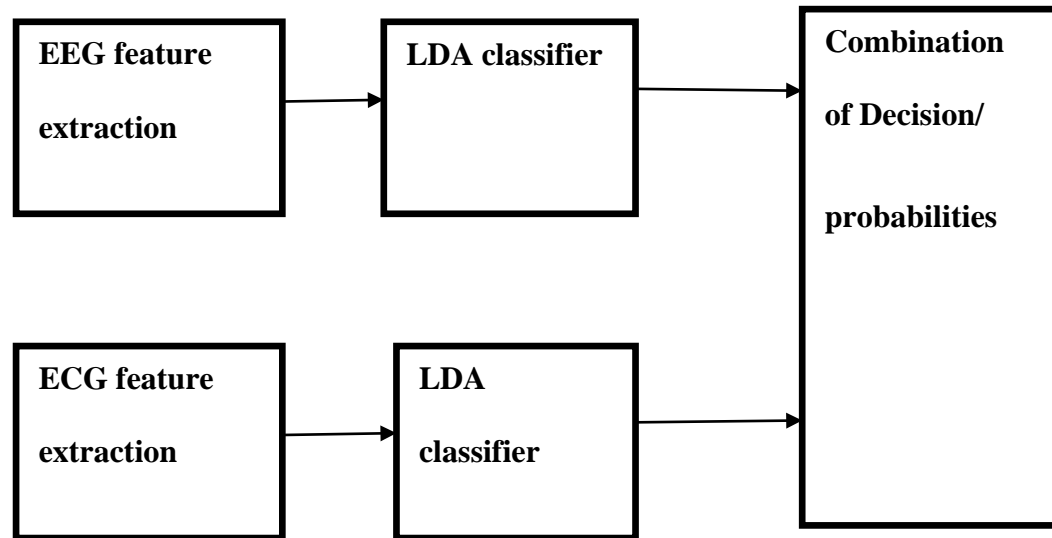 EEG feature
extraction
LDA classifier
Combination
of Decision/
probabilities
ECG feature
extraction
LDA
classifier